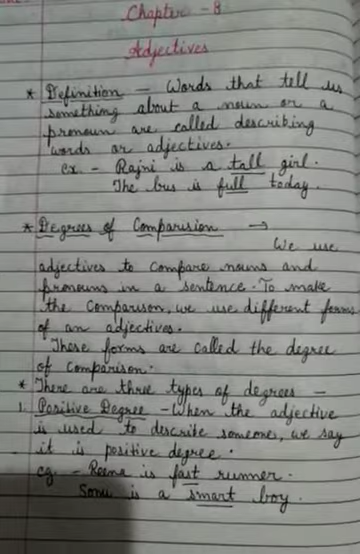 Chapter - 8
Adjectives
* Definition - Words that tell us
something about a noun or a
pronoun are called describing
words or adjectives.
ex - Rajni is a tall girl.
The bus is full today.
* Degrees of Comparision →
We use
adjectives to compare nouns and
pronouns in a sentence. To make
the comparison, we use different forms
of an adjectives.
These forms are called the degree
of comparison.
* There are three types of degrees -
1. Positive Degree - When the adjective
is used to describe someone, we say
it is positive degree.
eg. - Reena is fast runner.
Sonu is a smart boy.